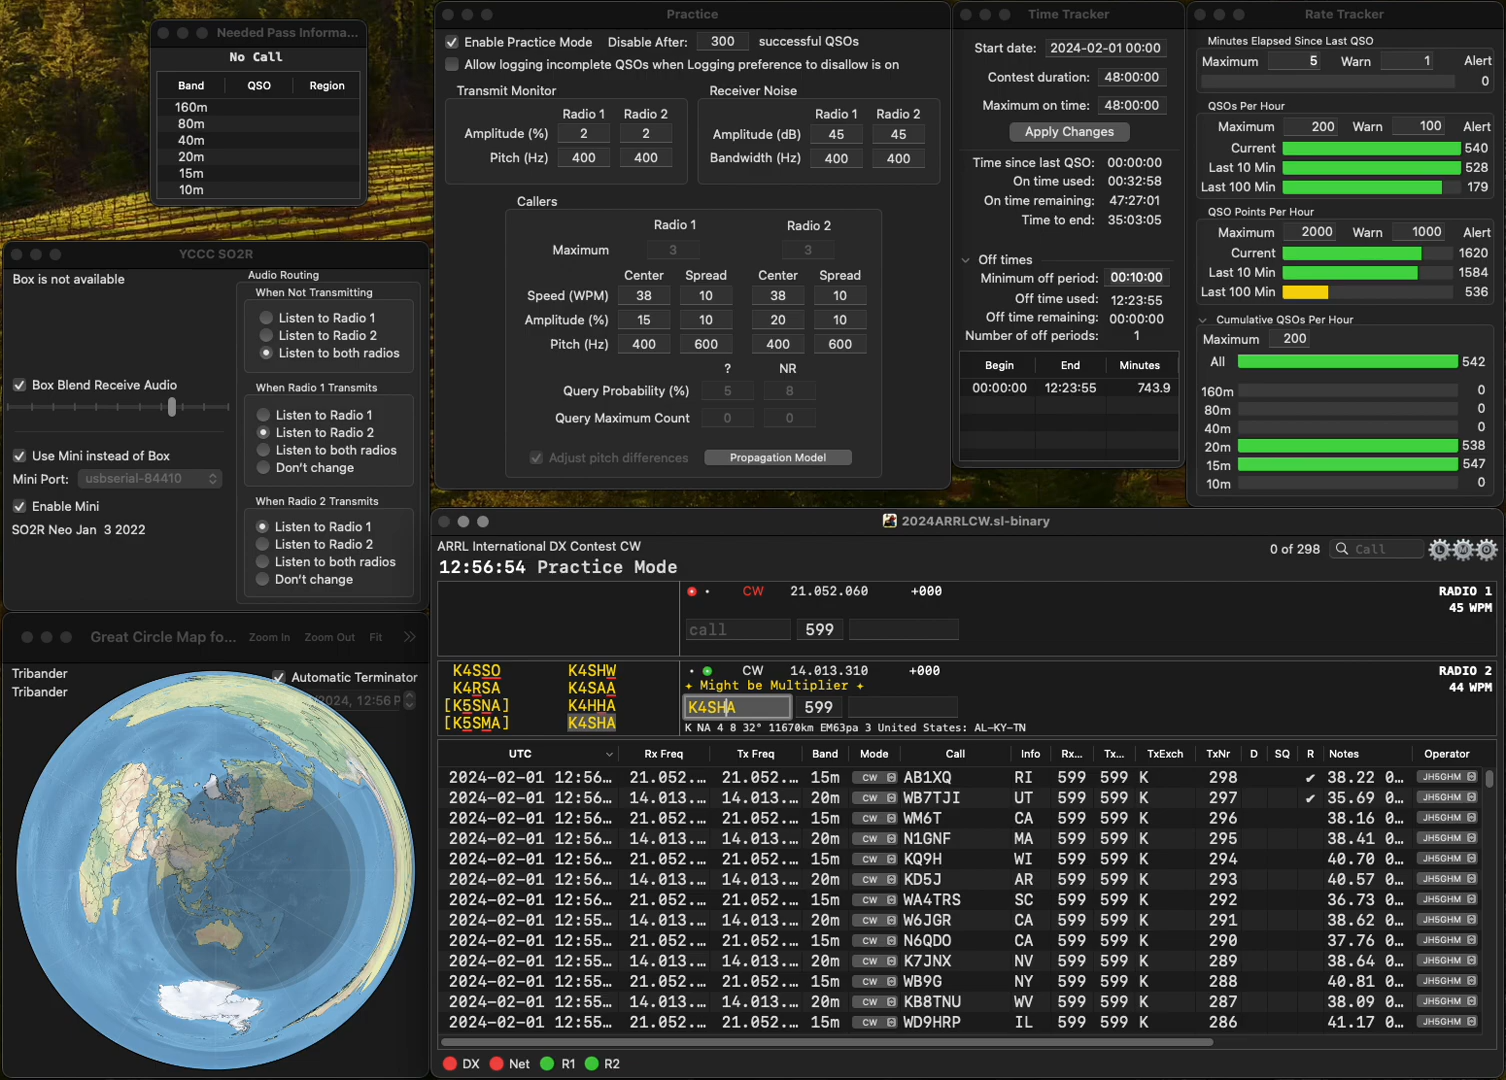 Needed Pass Informa...
No Call
Band QSO Region
160m
80m
40m
20m
15m
10m
Practice
Enable Practice Mode Disable After: 300 successful QSOs
Allow logging incomplete QSOs when Logging preference to disallow is on
Transmit Monitor
Radio 1 Radio 2
Amplitude (%) 2 2
Pitch (Hz) 400 400
Receiver Noise
Radio 1 Radio 2
Amplitude (dB) 45 45
Bandwidth (Hz) 400 400
Callers
Radio 1 Radio 2
Maximum 3 3
Center Spread Center Spread
Speed (WPM) 38 10 38 10
Amplitude (%) 15 10 20 10
Pitch (Hz) 400 600 400 600
? NR
Query Probability (%) 5 8
Query Maximum Count 0 0
Adjust pitch differences Propagation Model
Time Tracker
Start date: 2024-02-01 00:00
Contest duration: 48:00:00
Maximum on time: 48:00:00
Apply Changes
Time since last QSO: 00:00:00
On time used: 00:32:58
On time remaining: 47:27:01
Time to end: 35:03:05
Off times
Minimum off period: 00:10:00
Off time used: 12:23:55
Off time remaining: 00:00:00
Number of off periods: 1
Begin End Minutes
00:00:00 12:23:55 743.9
Rate Tracker
Minutes Elapsed Since Last QSO
Maximum 5 Warn 1 Alert
0
QSOs Per Hour
Maximum 200 Warn 100 Alert
Current 540
Last 10 Min 528
Last 100 Min 179
QSO Points Per Hour
Maximum 2000 Warn 1000 Alert
Current 1620
Last 10 Min 1584
Last 100 Min 536
Cumulative QSOs Per Hour
Maximum 200
All 542
160m 0
80m 0
40m 0
20m 538
15m 547
10m 0
YCCC SO2R
Box is not available
Box Blend Receive Audio
Use Mini instead of Box
Mini Port: usbserial-84410
Enable Mini
SO2R Neo Jan 3 2022
Audio Routing
When Not Transmitting
Listen to Radio 1
Listen to Radio 2
Listen to both radios
When Radio 1 Transmits
Listen to Radio 1
Listen to Radio 2
Listen to both radios
Don't change
When Radio 2 Transmits
Listen to Radio 1
Listen to Radio 2
Listen to both radios
Don't change
Great Circle Map fo... Zoom In Zoom Out Fit
Tribander
Tribander
Automatic Terminator
/2024, 12:56 P
2024ARRLCW.sl-binary
ARRL International DX Contest CW
0 of 298 Call L M O
12:56:54 Practice Mode
CW 21.052.060 +000 RADIO 1
45 WPM
call 599
K4SSO K4SHW
K4RSA K4SAA
[K5SNA] K4HHA
[K5SMA] K4SHA
CW 14.013.310 +000 RADIO 2
44 WPM
+ Might be Multiplier +
K4SHA 599
K NA 4 8 32° 11670km EM63pa 3 United States: AL-KY-TN
UTC Rx Freq Tx Freq Band Mode Call Info Rx... Tx... TxExch TxNr D SQ R Notes Operator
2024-02-01 12:56... 21.052.... 21.052.... 15m CW AB1XQ RI 599 599 K 298 ✔ 38.22 0... JH5GHM
2024-02-01 12:56... 14.013.... 14.013.... 20m CW WB7TJI UT 599 599 K 297 ✔ 35.69 0... JH5GHM
2024-02-01 12:56... 21.052.... 21.052.... 15m CW WM6T CA 599 599 K 296 38.16 0... JH5GHM
2024-02-01 12:56... 14.013.... 14.013.... 20m CW N1GNF MA 599 599 K 295 38.41 0... JH5GHM
2024-02-01 12:56... 21.052.... 21.052.... 15m CW KQ9H WI 599 599 K 294 40.70 0... JH5GHM
2024-02-01 12:56... 14.013.... 14.013.... 20m CW KD5J AR 599 599 K 293 40.57 0... JH5GHM
2024-02-01 12:56... 21.052.... 21.052.... 15m CW WA4TRS SC 599 599 K 292 36.73 0... JH5GHM
2024-02-01 12:55... 14.013.... 14.013.... 20m CW W6JGR CA 599 599 K 291 38.62 0... JH5GHM
2024-02-01 12:55... 21.052.... 21.052.... 15m CW N6QDO CA 599 599 K 290 37.76 0... JH5GHM
2024-02-01 12:55... 14.013.... 14.013.... 20m CW K7JNX NV 599 599 K 289 38.64 0... JH5GHM
2024-02-01 12:55... 21.052.... 21.052.... 15m CW WB9G NY 599 599 K 288 40.81 0... JH5GHM
2024-02-01 12:55... 14.013.... 14.013.... 20m CW KB8TNU WV 599 599 K 287 38.09 0... JH5GHM
2024-02-01 12:55... 21.052.... 21.052.... 15m CW WD9HRP IL 599 599 K 286 41.17 0... JH5GHM
DX Net R1 R2